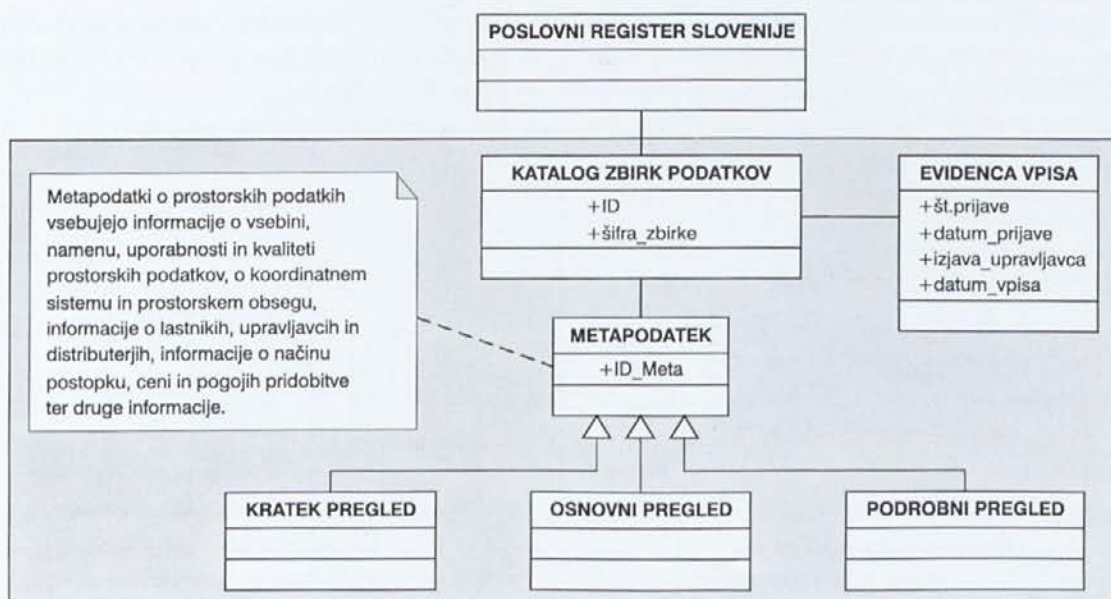 POSLOVNI REGISTER SLOVENIJE
KATALOG ZBIRK PODATKOV
+ID
+šifra_zbirke
EVIDENCA VPISA
+št.prijave
+datum_prijave
+izjava_upravljavca
+datum_vpisa
Metapodatki o prostorskih podatkih
vsebujejo informacije o vsebini,
namenu, uporabnosti in kvaliteti
prostorskih podatkov, o koordinatnem
sistemu in prostorskem obsegu,
informacije o lastnikih, upravljavcih in
distributerjih, informacije o načinu
postopku, ceni in pogojih pridobitve
ter druge informacije.
METAPODATEK
+ID_Meta
KRATEK PREGLED
OSNOVNI PREGLED
PODROBNI PREGLED